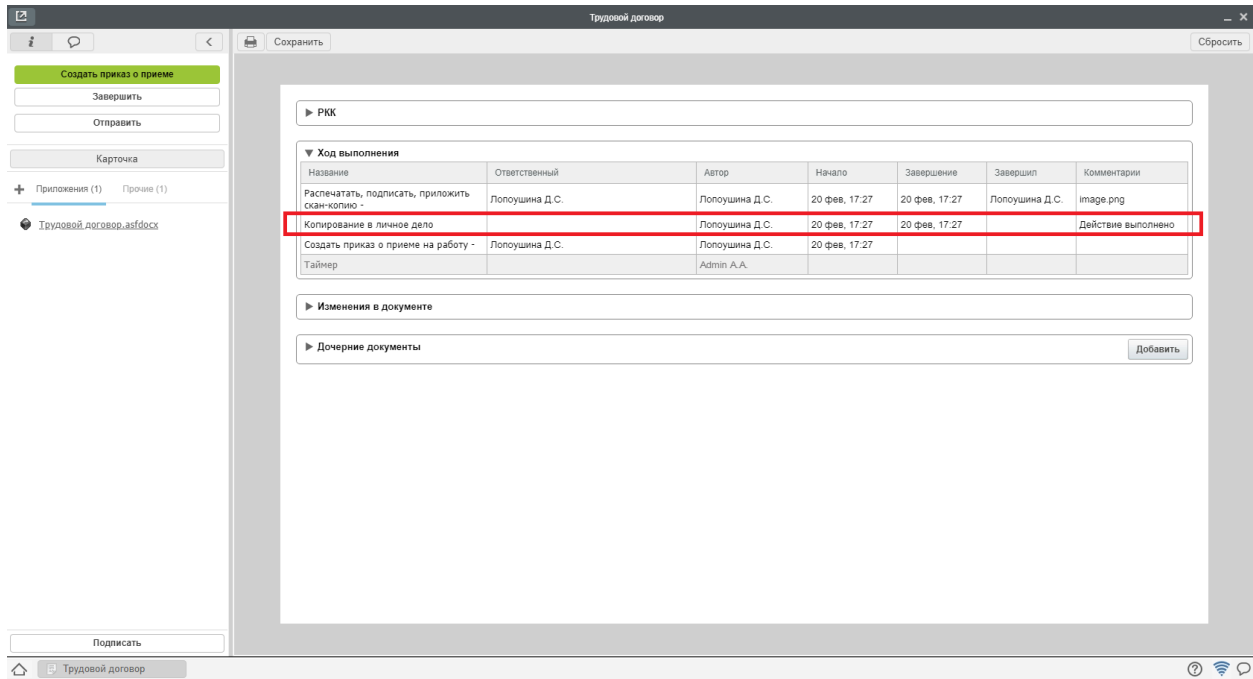 Трудовой договор
Сохранить
Сбросить
Создать приказ о приеме
Завершить
Отправить
Карточка
Приложения (1) Прочие (1)
Трудовой договор.asfdocx
Подписать
РКК
Ход выполнения
Название Ответственный Автор Начало Завершение Завершил Комментарии
Распечатать, подписать, приложить
скан-копию - Лопоушина Д.С. Лопоушина Д.С. 20 фев, 17:27 20 фев, 17:27 Лопоушина Д.С. image.png
Копирование в личное дело Лопоушина Д.С. 20 фев, 17:27 20 фев, 17:27 Действие выполнено
Создать приказ о приеме на работу - Лопоушина Д.С. Лопоушина Д.С. 20 фев, 17:27
Таймер Admin A.A.
Изменения в документе
Дочерние документы Добавить
Трудовой договор